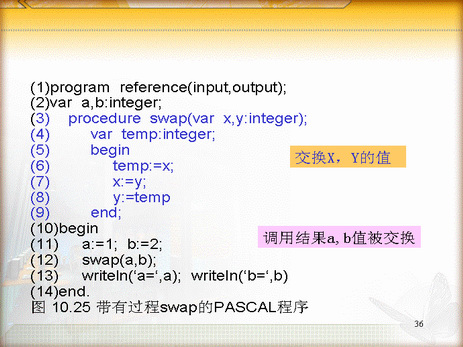 (1)program reference(input,output);
(2)var a,b:integer;
(3) procedure swap(var x,y:integer);
(4) var temp:integer;
(5) begin
(6) temp:=x;
(7) x:=y;
(8) y:=temp
(9) end;
(10)begin
(11) a:=1; b:=2;
(12) swap(a,b);
(13) writeln(‘a=‘,a); writeln(‘b=‘,b)
(14)end.
图 10.25 带有过程swap的PASCAL程序
交换X，Y的值
调用结果a,b值被交换
36